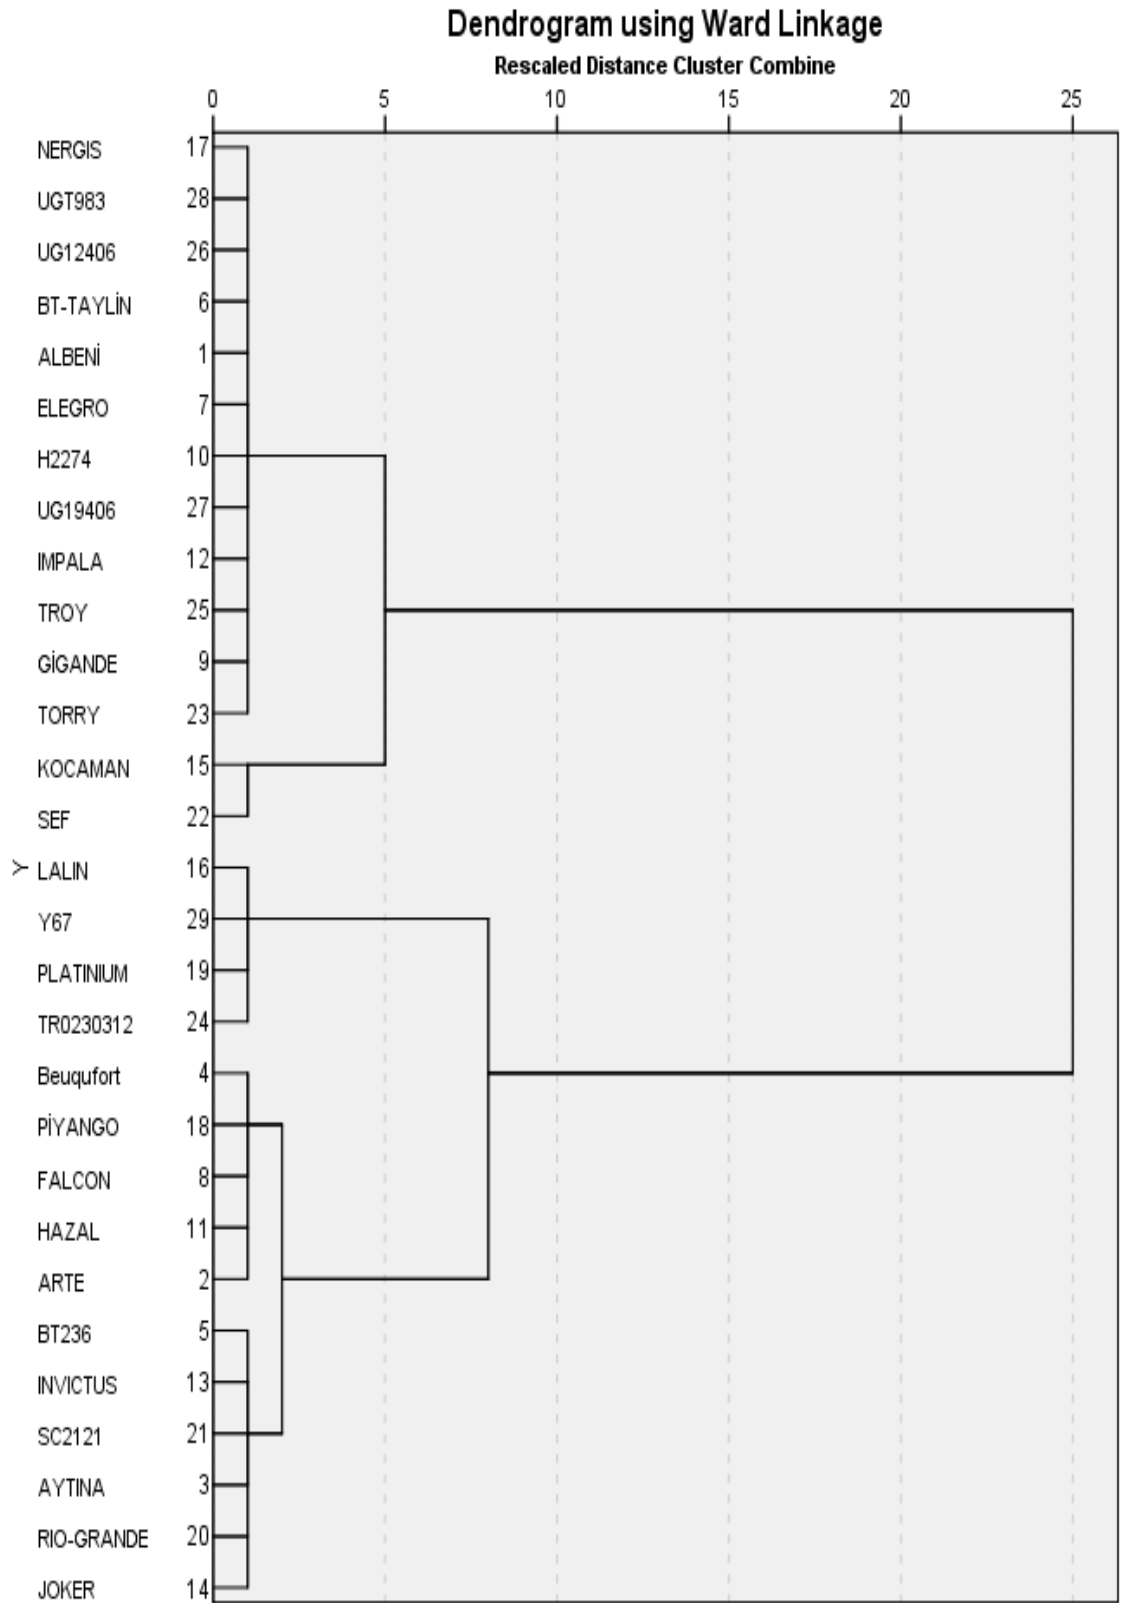 Dendrogram using Ward Linkage
Rescaled Distance Cluster Combine
0 5 10 15 20 25
NERGIS 17
UGT983 28
UG12406 26
BT-TAYLİN 6
ALBENİ 1
ELEGRO 7
H2274 10
UG19406 27
IMPALA 12
TROY 25
GİGANDE 9
TORRY 23
KOCAMAN 15
SEF 22
Y
LALIN 16
Y67 29
PLATINIUM 19
TR0230312 24
Beuqufort 4
PİYANGO 18
FALCON 8
HAZAL 11
ARTE 2
BT236 5
INVICTUS 13
SC2121 21
AYTINA 3
RIO-GRANDE 20
JOKER 14